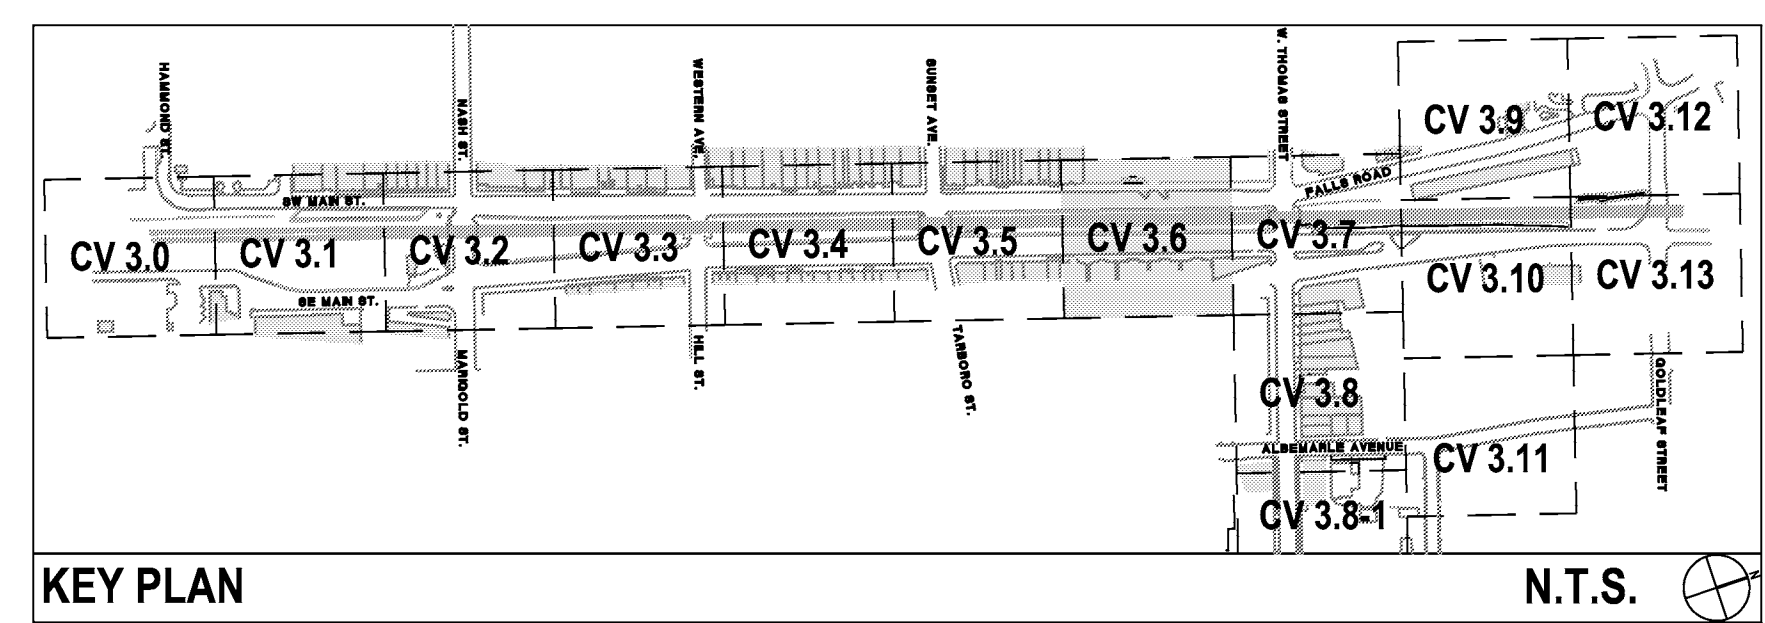 HAMMOND ST.
NASH ST.
WESTERN AVE.
SUNSET AVE.
W. THOMAS STREET
CV 3.9
CV 3.12
FALLS ROAD
SW MAIN ST.
CV 3.0
CV 3.1
CV 3.2
CV 3.3
CV 3.4
CV 3.5
CV 3.6
CV 3.7
CV 3.10
CV 3.13
SE MAIN ST.
MARIGOLD ST.
HILL ST.
TARBORO ST.
CV 3.8
GOLDLEAF STREET
ALBEMARLE AVENUE
CV 3.11
CV 3.8-1
KEY PLAN
N.T.S.
N